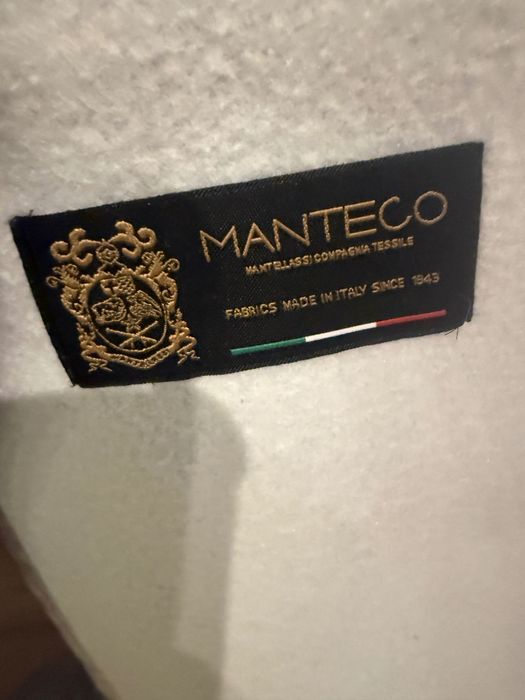 MANTECO
MANTELLASSI COMPAGNIA TESSILE
FABRICS MADE IN ITALY SINCE 1943